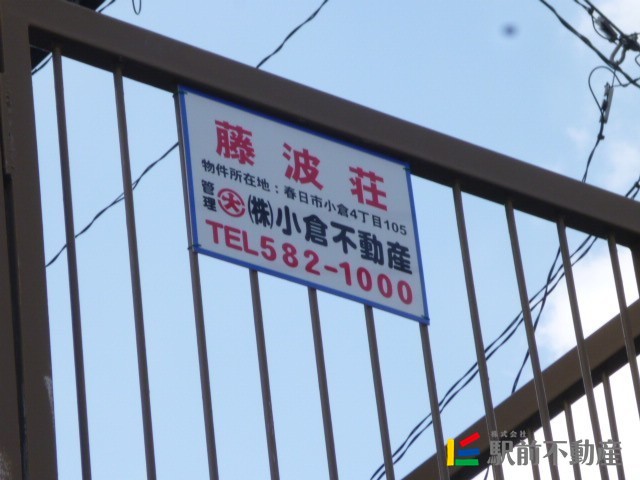 藤波荘
物件所在地：春日市小倉4丁目105
管理 大 (株)小倉不動産
TEL582-1000
株式会社
駅前不動産